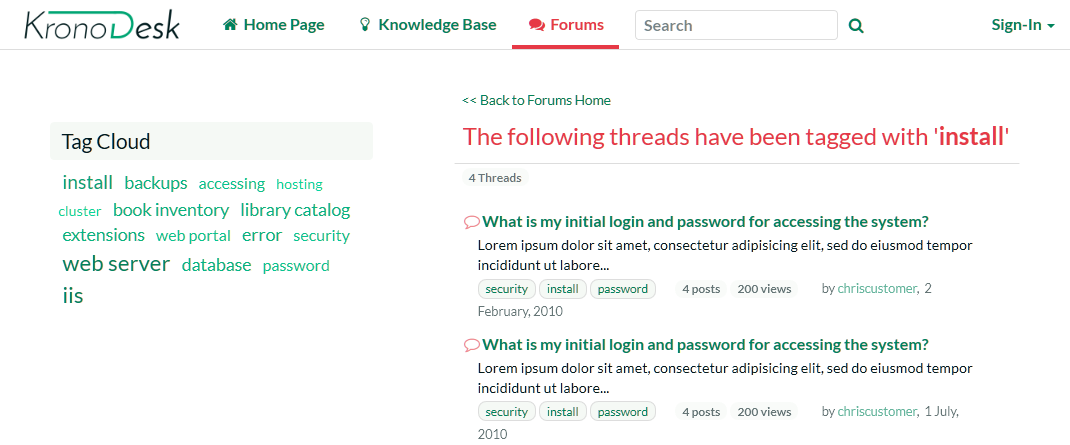 KronoDesk Home Page Knowledge Base Forums Search Sign-In
<< Back to Forums Home
Tag Cloud
The following threads have been tagged with 'install'
4 Threads
install backups accessing hosting
cluster book inventory library catalog
extensions web portal error security
web server database password
iis
What is my initial login and password for accessing the system?
Lorem ipsum dolor sit amet, consectetur adipisicing elit, sed do eiusmod tempor
incididunt ut labore...
security install password 4 posts 200 views by chriscustomer, 2
February, 2010
What is my initial login and password for accessing the system?
Lorem ipsum dolor sit amet, consectetur adipisicing elit, sed do eiusmod tempor
incididunt ut labore...
security install password 4 posts 200 views by chriscustomer, 1 July,
2010